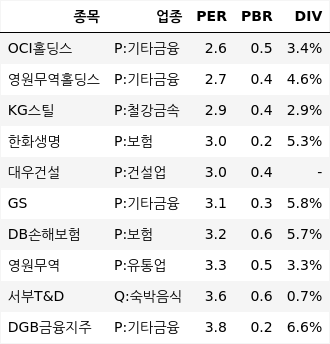 종목 업종 PER PBR DIV
OCI홀딩스 P:기타금융 2.6 0.5 3.4%
영원무역홀딩스 P:기타금융 2.7 0.4 4.6%
KG스틸 P:철강금속 2.9 0.4 2.9%
한화생명 P:보험 3.0 0.2 5.3%
대우건설 P:건설업 3.0 0.4 -
GS P:기타금융 3.1 0.3 5.8%
DB손해보험 P:보험 3.2 0.6 5.7%
영원무역 P:유통업 3.3 0.5 3.3%
서부T&D Q:숙박음식 3.6 0.6 0.7%
DGB금융지주 P:기타금융 3.8 0.2 6.6%